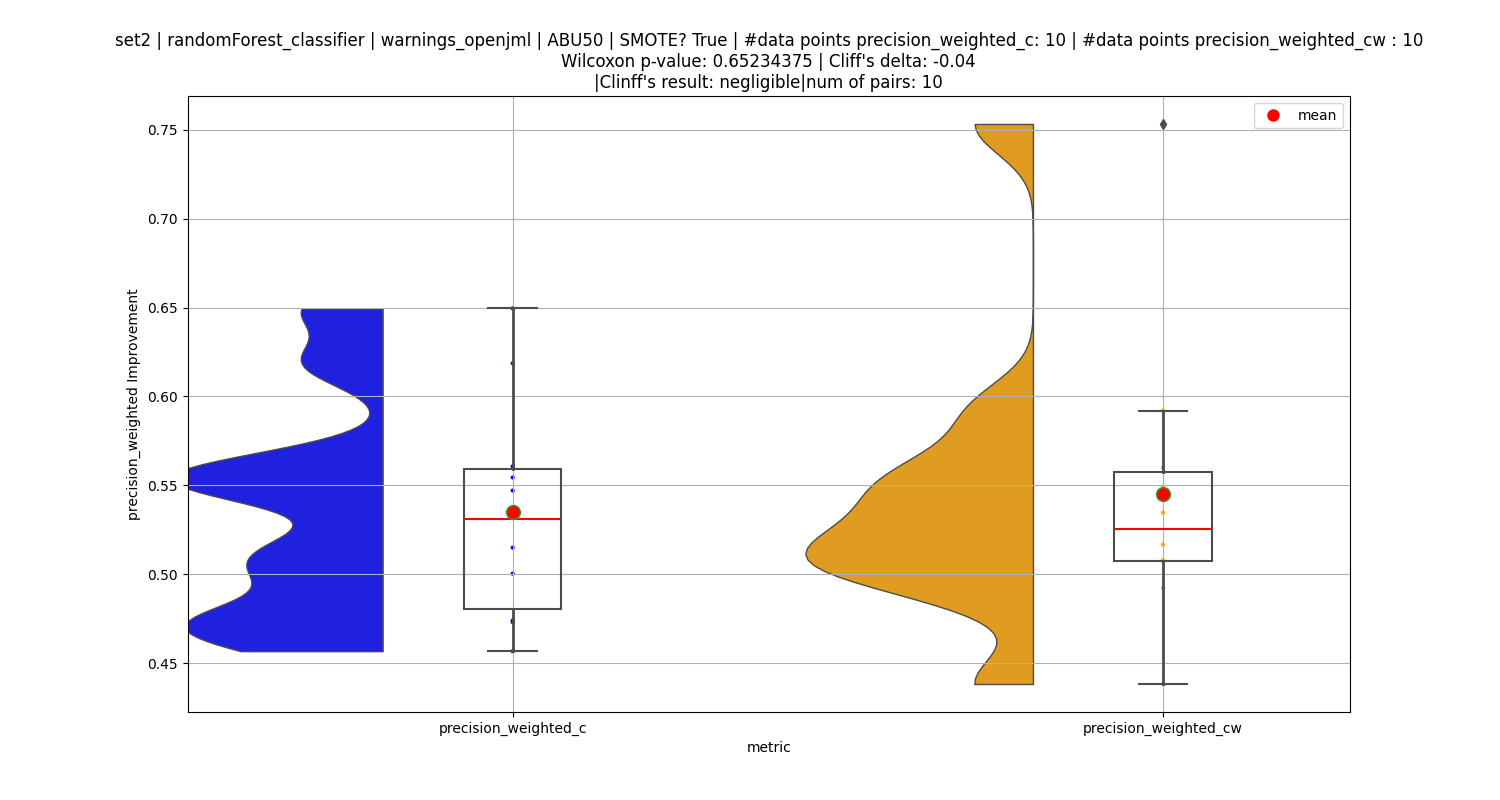 set2 | randomForest_classifier | warnings_openjml | ABU50 | SMOTE? True | #data points precision_weighted_c: 10 | #data points precision_weighted_cw : 10
Wilcoxon p-value: 0.65234375 | Cliff's delta: -0.04
|Clinff's result: negligible|num of pairs: 10
mean
precision_weighted Improvement
0.75
0.70
0.65
0.60
0.55
0.50
0.45
precision_weighted_c
precision_weighted_cw
metric